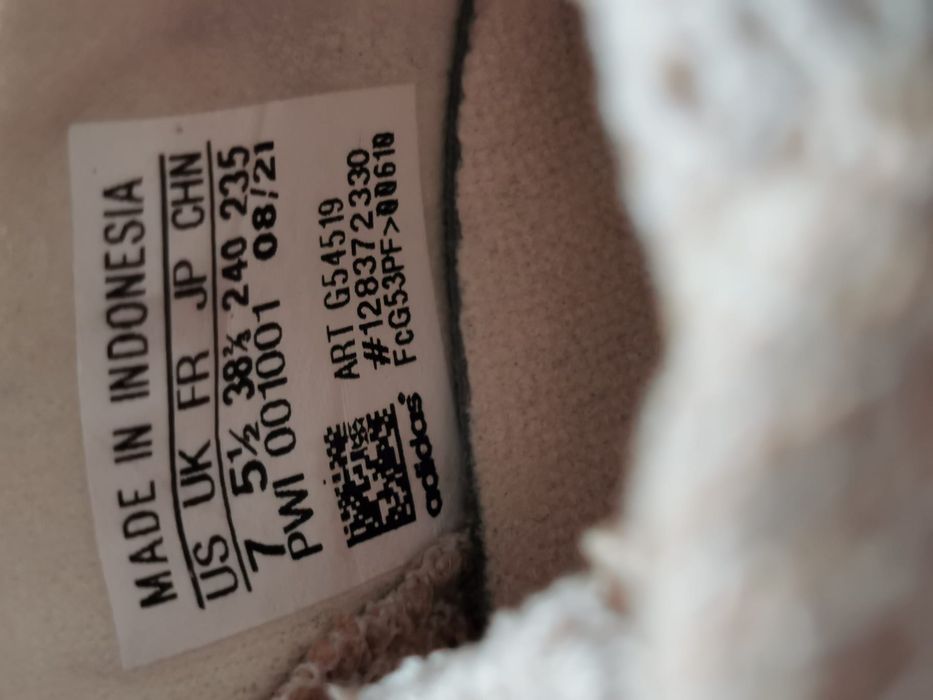 MADE IN INDONESIA
US UK FR JP CHN
7 5½ 38⅔ 240 235
PWI 001001 08/21
ART G54519
#128372330
FcG53PF>00610
adidas